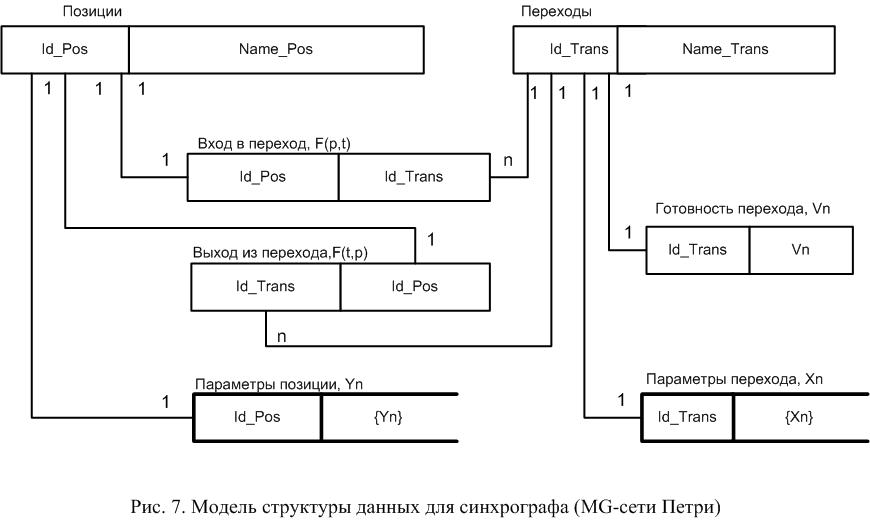 Позиции
Переходы
Id_Pos Name_Pos
Id_Trans Name_Trans
1 1 1
1 1 1 1
Вход в переход, F(p,t)
1 Id_Pos Id_Trans n
Готовность перехода, Vn
1 Id_Trans Vn
1
Выход из перехода,F(t,p)
Id_Trans Id_Pos
n
Параметры позиции, Yn
1 Id_Pos {Yn}
Параметры перехода, Xn
1 Id_Trans {Xn}
Рис. 7. Модель структуры данных для синхрографа (MG-сети Петри)